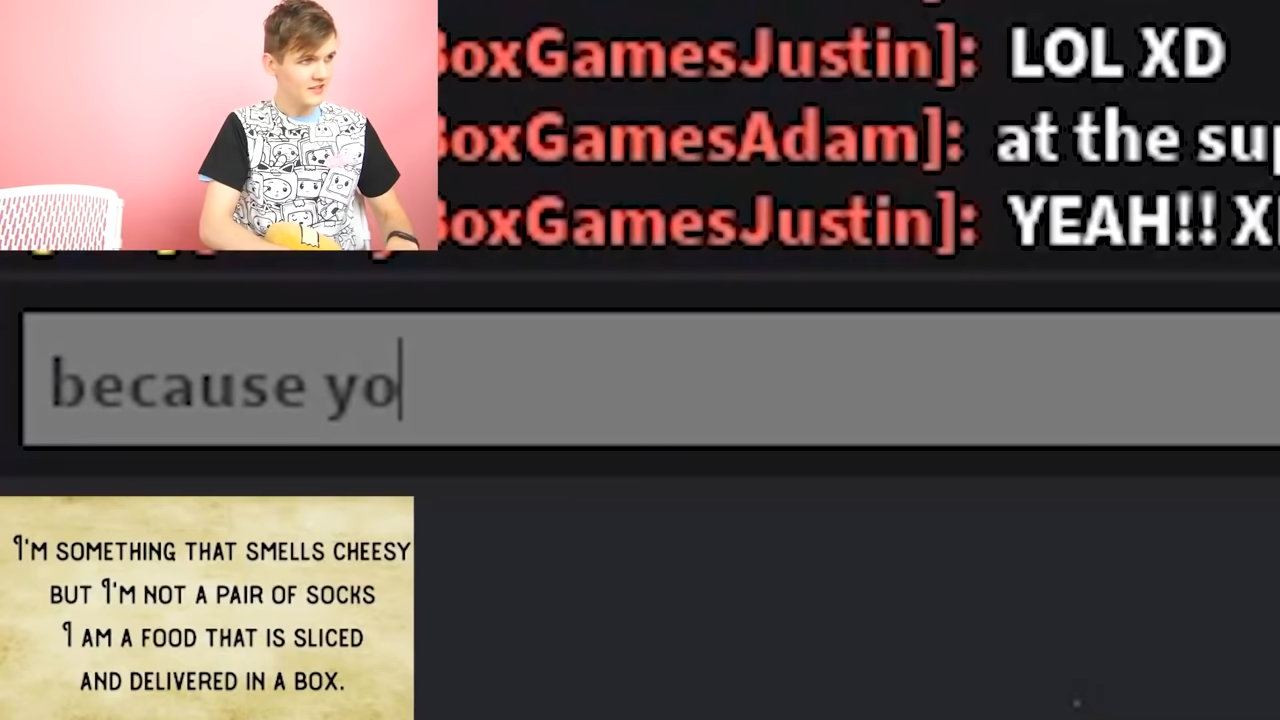 oxGamesJustin]: LOL XD
oxGamesAdam]: at the
oxGamesJustin]: YEAH!!
because yo
I'M SOMETHING THAT SMELLS CHEESY
BUT I'M NOT A PAIR OF SOCKS
I AM A FOOD THAT IS SLICED
AND DELIVERED IN A BOX.